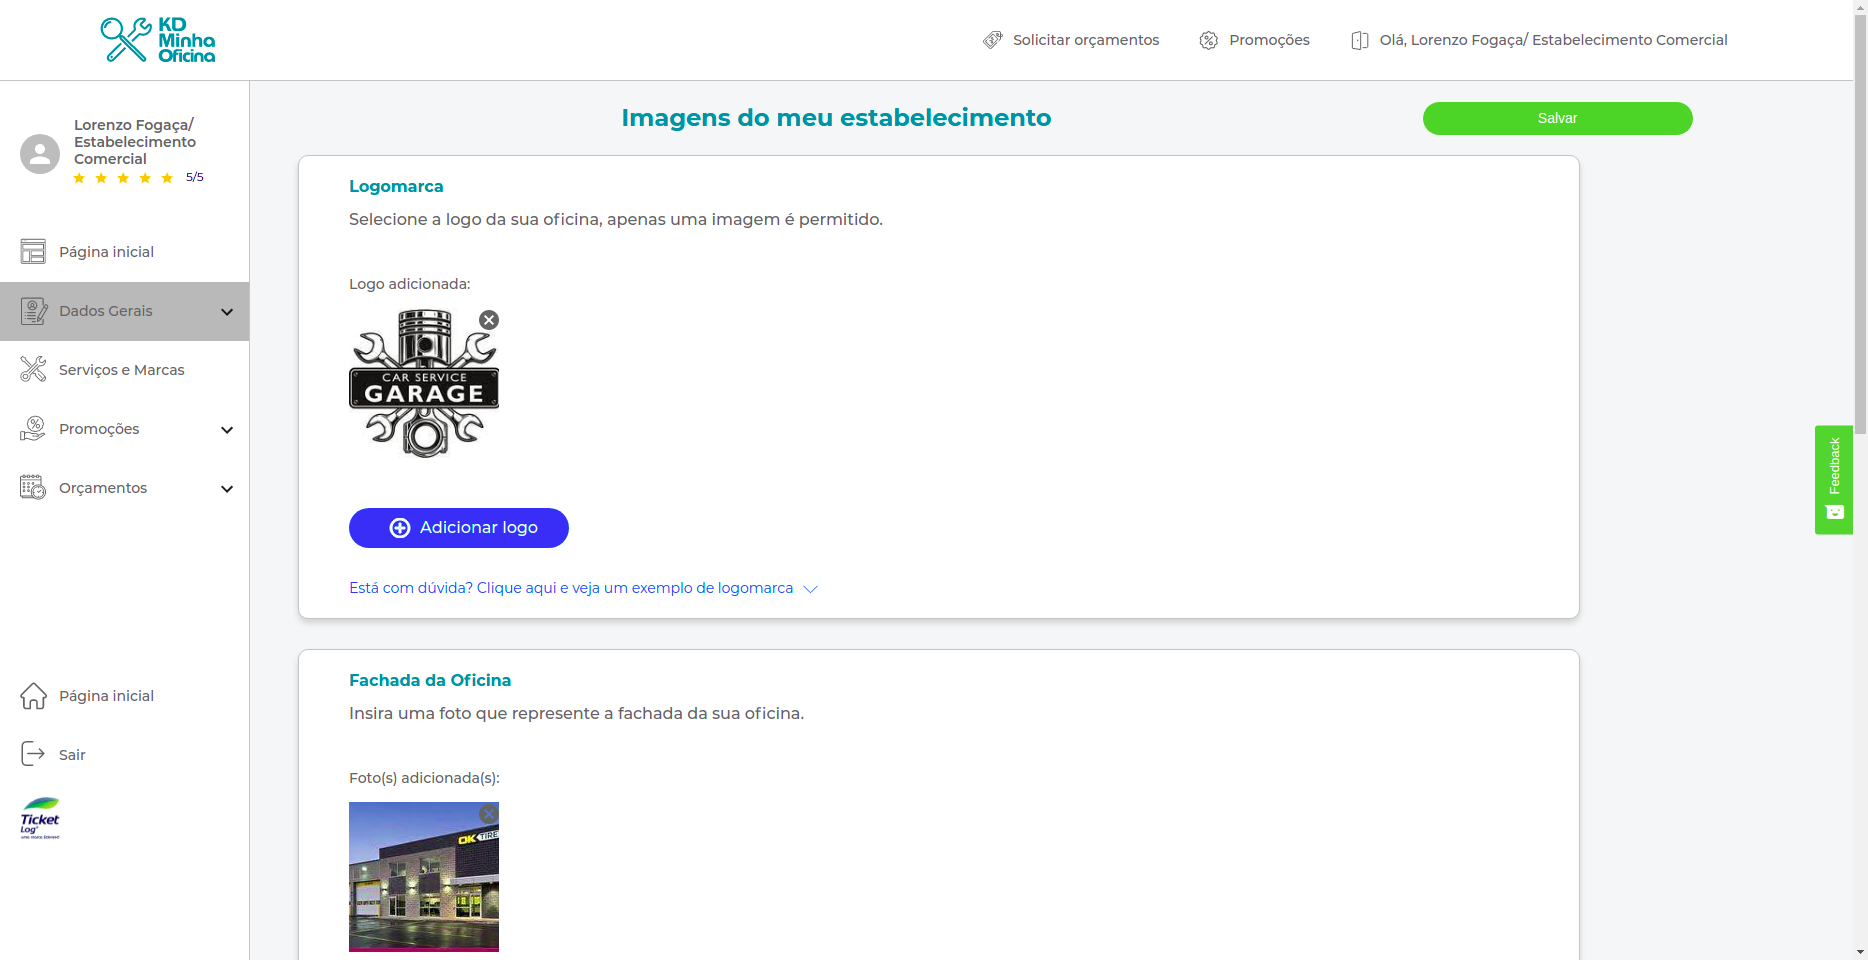 KD
Minha
Oficina
Solicitar orçamentos
Promoções
Olá, Lorenzo Fogaça/ Estabelecimento Comercial
Lorenzo Fogaça/
Estabelecimento
Comercial
5/5
Página inicial
Dados Gerais
Serviços e Marcas
Promoções
Orçamentos
Página inicial
Sair
Ticket
Log
Imagens do meu estabelecimento
Salvar
Logomarca
Selecione a logo da sua oficina, apenas uma imagem é permitido.
Logo adicionada:
CAR SERVICE
GARAGE
Adicionar logo
Está com dúvida? Clique aqui e veja um exemplo de logomarca
Fachada da Oficina
Insira uma foto que represente a fachada da sua oficina.
Foto(s) adicionada(s):
OK TIRE
Feedback